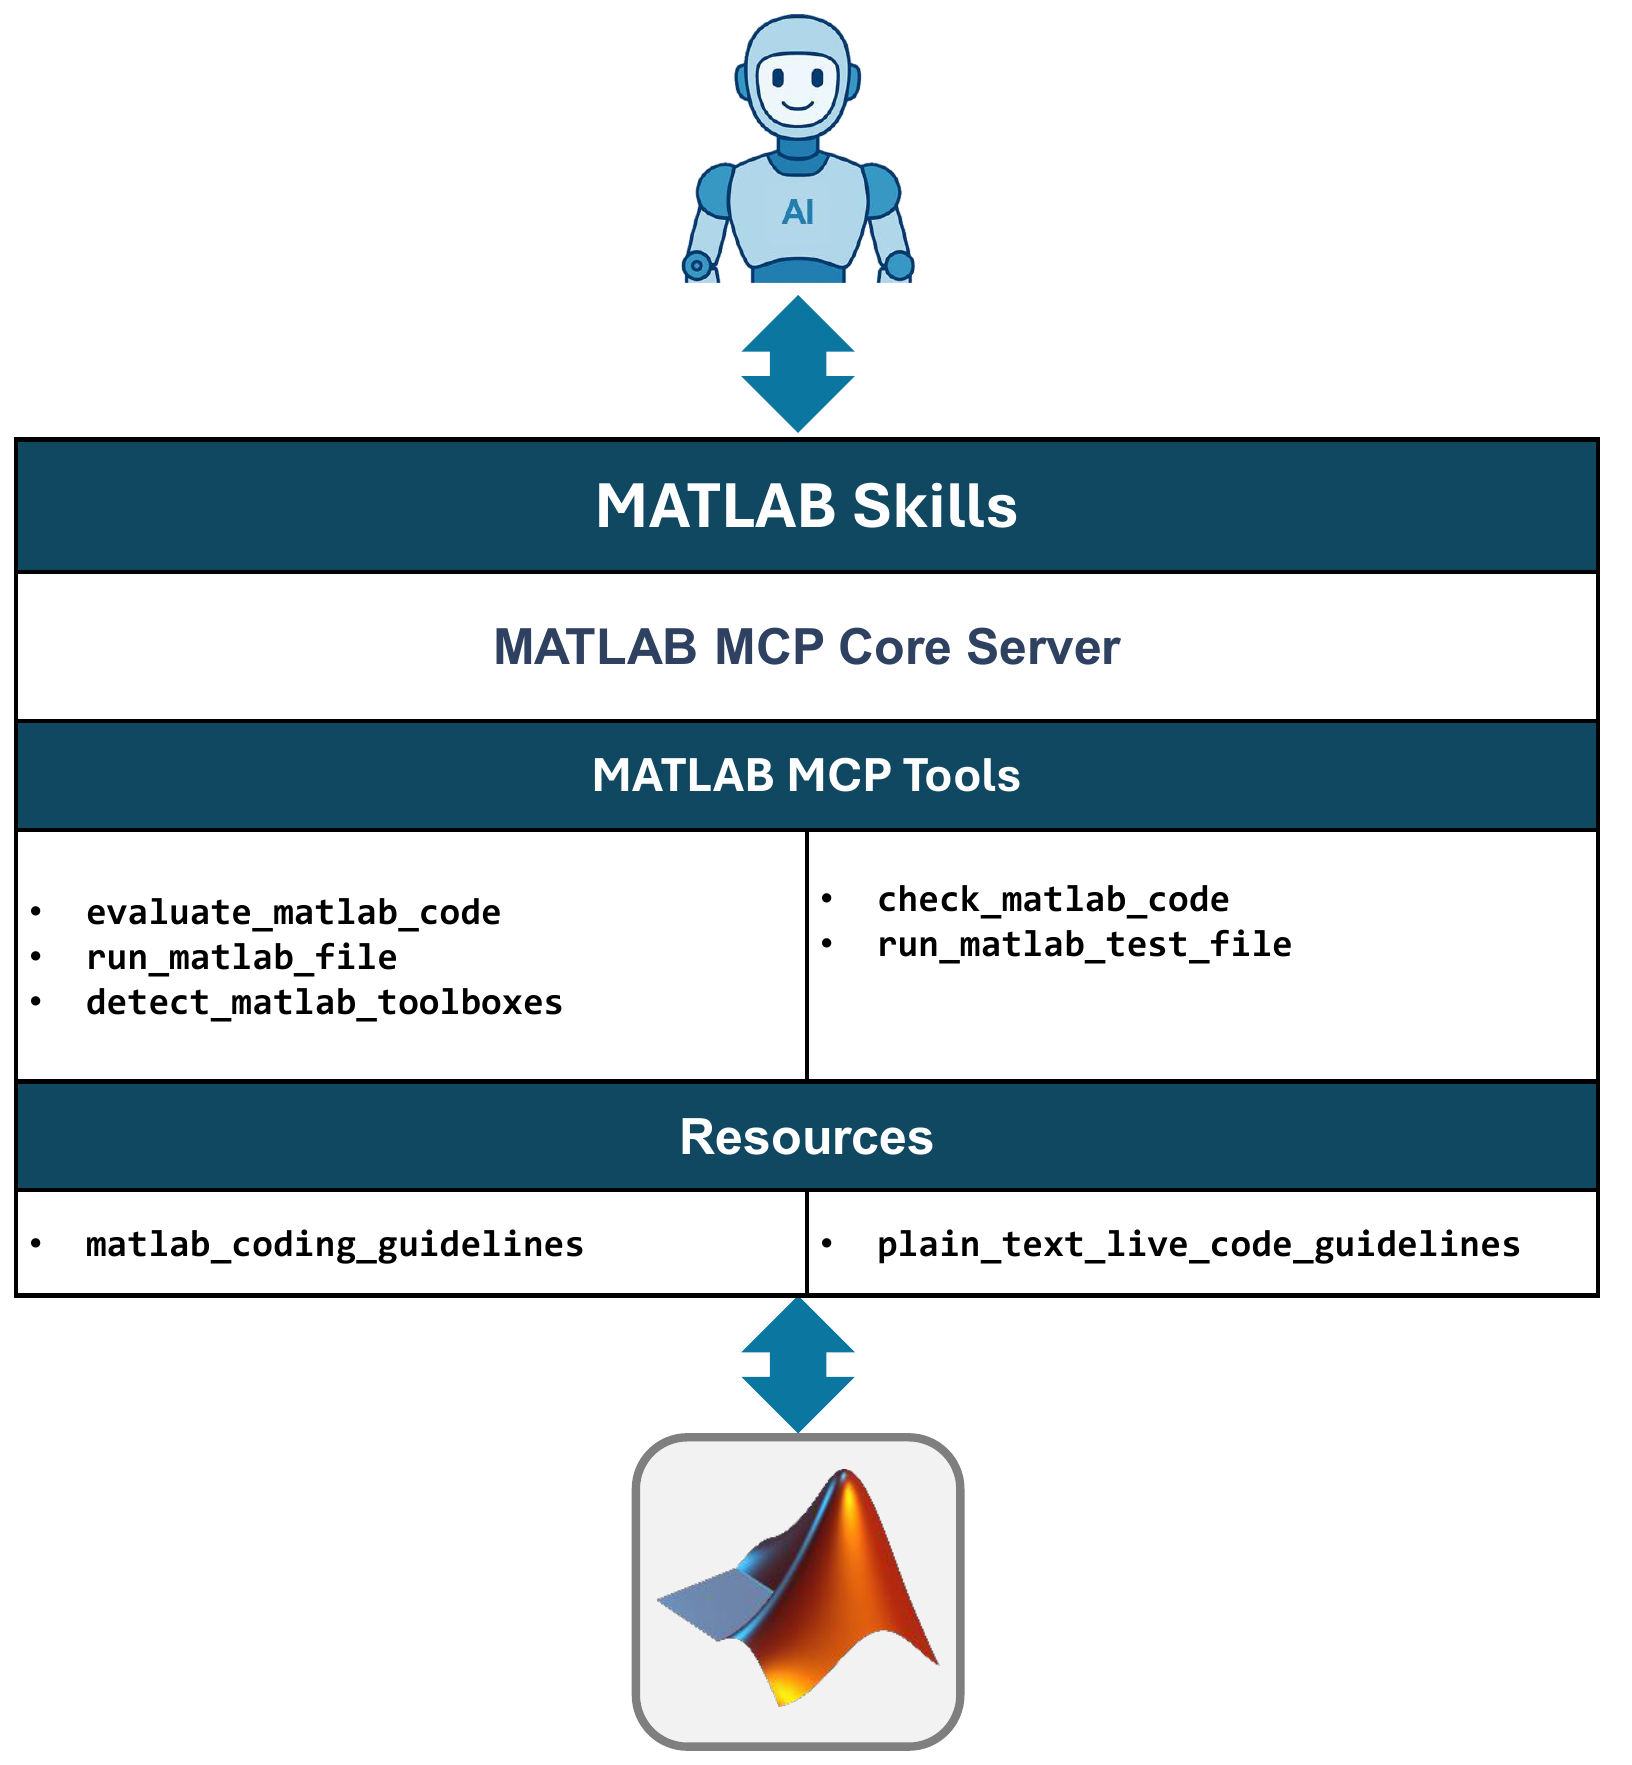 AI
MATLAB Skills
MATLAB MCP Core Server
MATLAB MCP Tools
• evaluate_matlab_code
• run_matlab_file
• detect_matlab_toolboxes
• check_matlab_code
• run_matlab_test_file
Resources
• matlab_coding_guidelines
• plain_text_live_code_guidelines